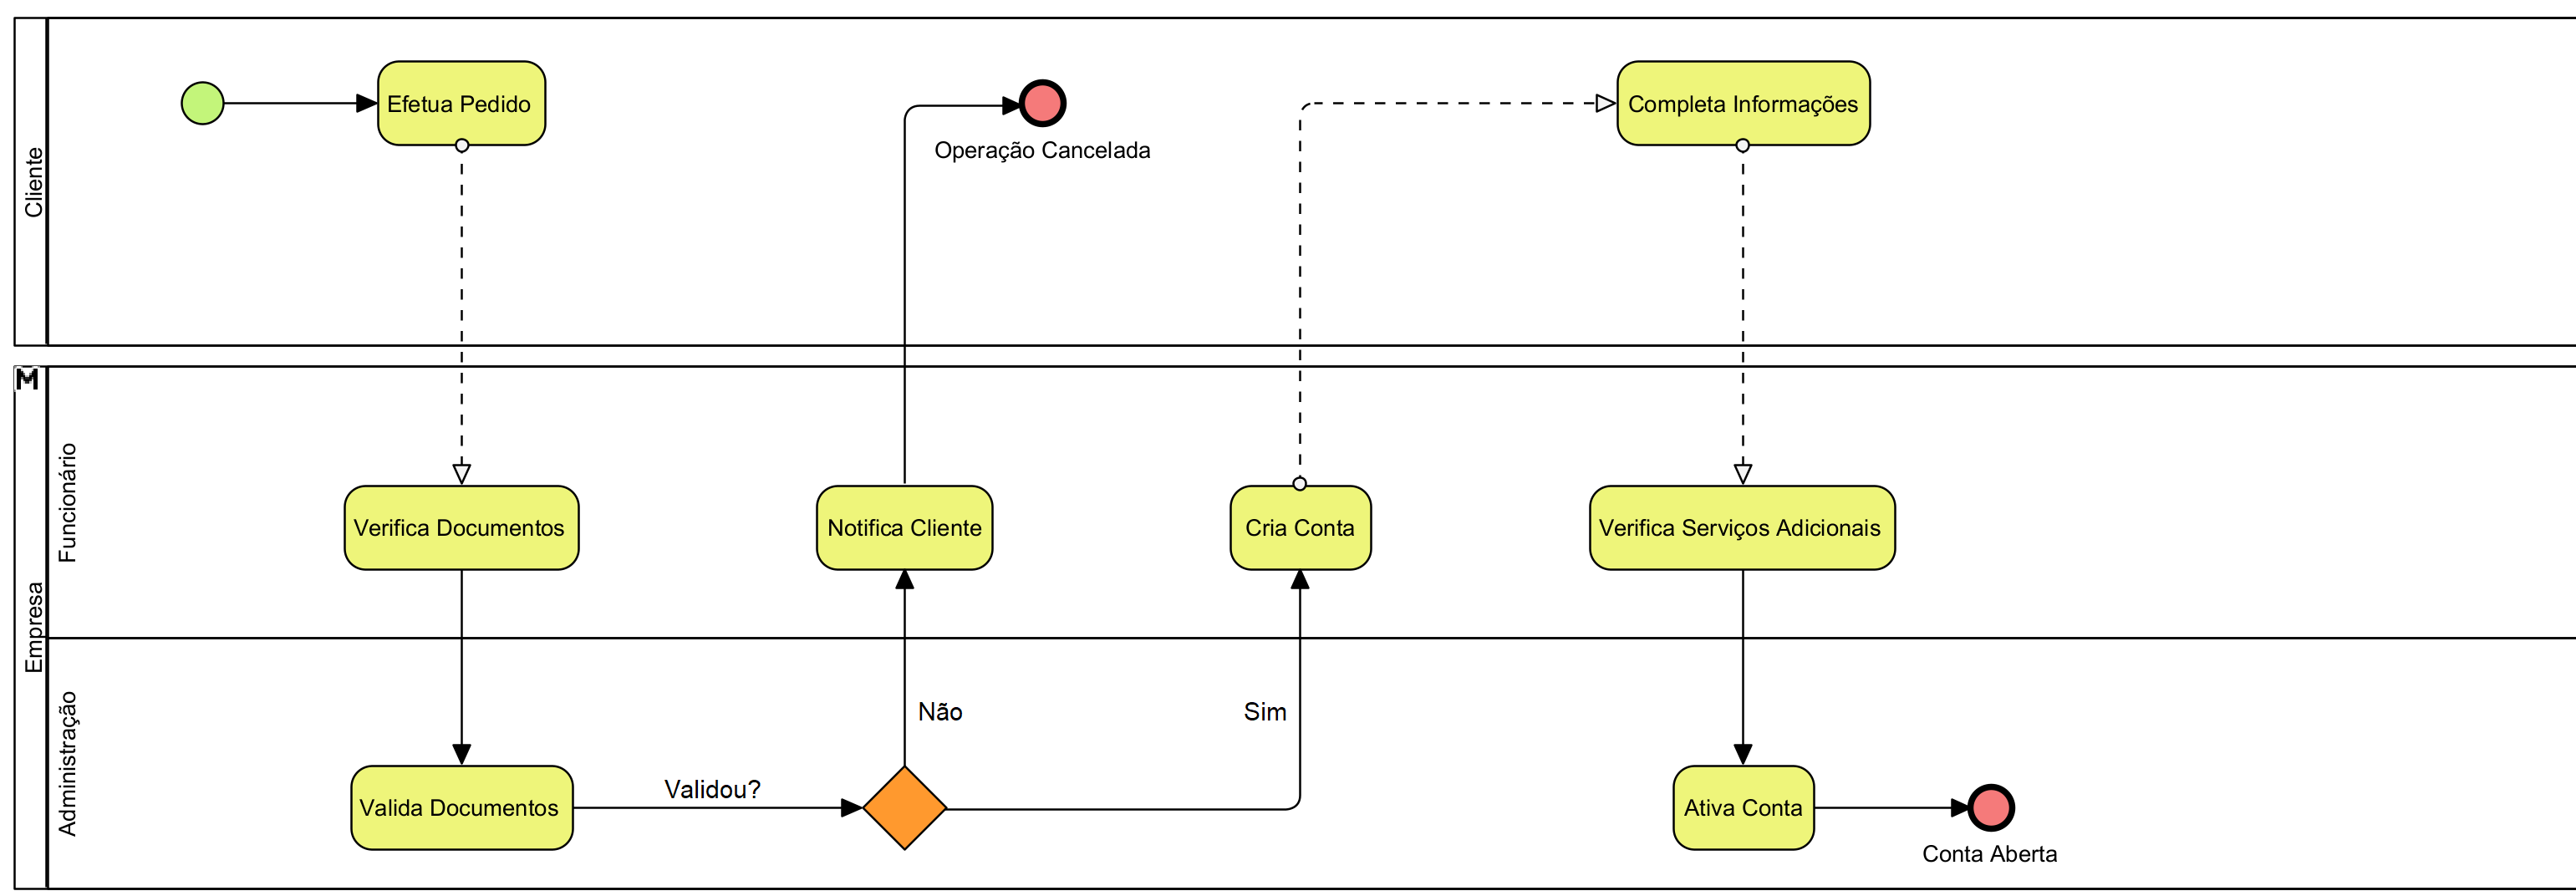 Cliente
Efetua Pedido
Operação Cancelada
Completa Informações
M
Empresa
Funcionário
Verifica Documentos
Notifica Cliente
Cria Conta
Verifica Serviços Adicionais
Administração
Não
Sim
Valida Documentos
Validou?
Ativa Conta
Conta Aberta